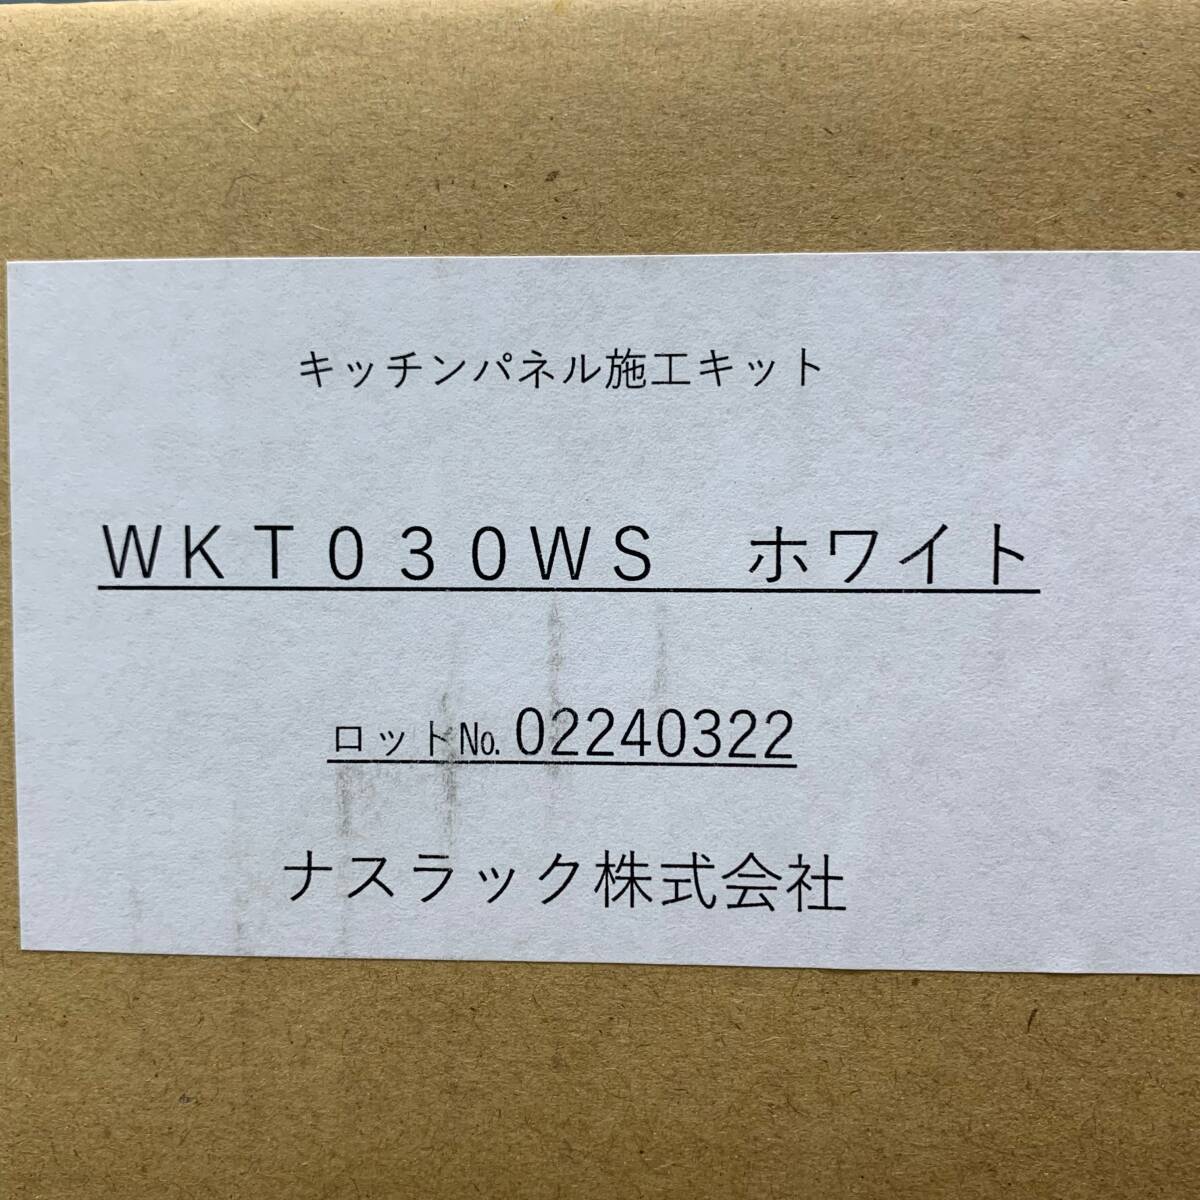 キッチンパネル施工キット
WKT030WS　ホワイト
ロット№.02240322
ナスラック株式会社